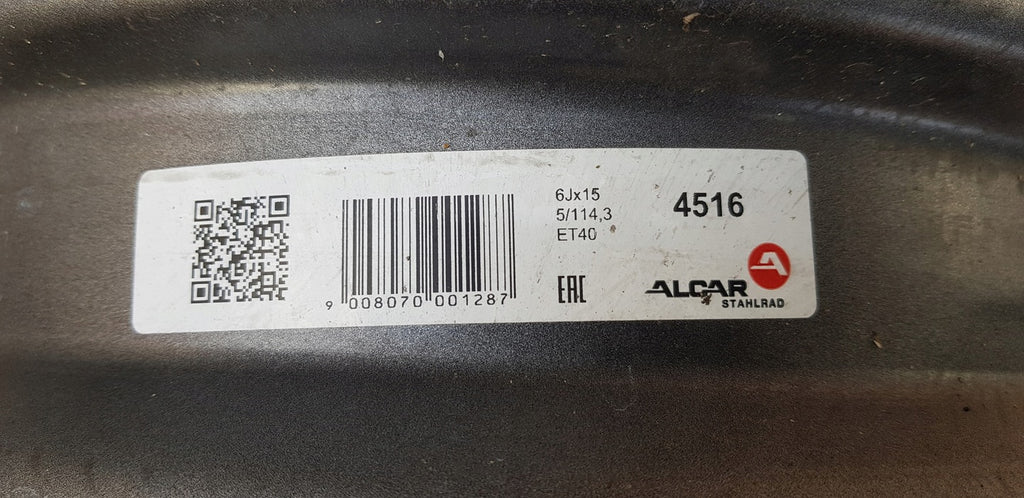 9 008070 001287
6Jx15
5/114,3
ET40
EAC
4516
ALCAR
STAHLRAD